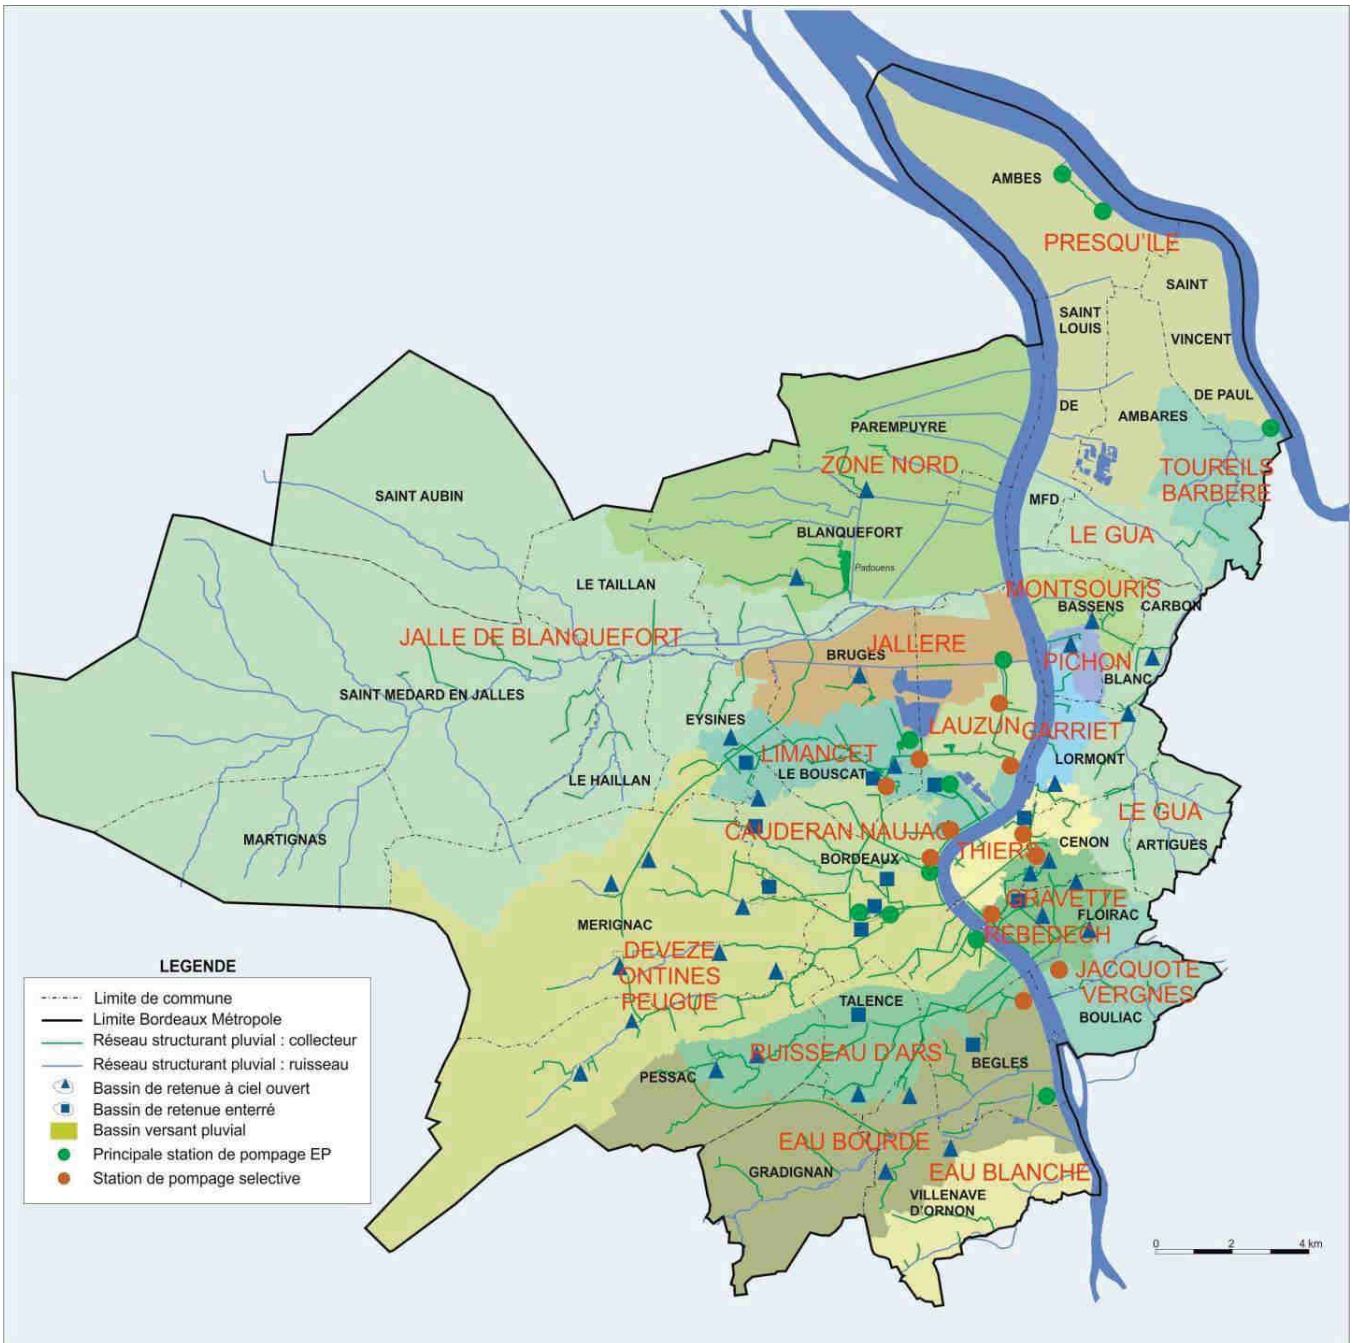 AMBES
PRESQU'ILE
SAINT
SAINT
LOUIS
VINCENT
DE PAUL
DE
AMBARES
PAREMPUYRE
ZONE NORD
TOUREILS
BARBERE
SAINT AUBIN
MFD
BLANQUEFORT
LE GUA
Padouens
LE TAILLAN
MONTSOURIS
BASSENS
CARBON
JALLE DE BLANQUEFORT
JALLERE
BRUGES
PICHON
BLANC
SAINT MEDARD EN JALLES
EYSINES
LAUZUN
GARRIET
LIMANCET
LE BOUSCAT
LORMONT
LE HAILLAN
LE GUA
MARTIGNAS
CAUDERAN NAUJAC
CENON
ARTIGUES
THIERS
BORDEAUX
GRAVETTE
FLOIRAC
MERIGNAC
REBEDECH
DEVEZE
ONTINES
PEUGUE
JACQUOTE
VERGNES
TALENCE
BOULIAC
RUISSEAU D'ARS
BEGLES
PESSAC
EAU BOURDE
GRADIGNAN
EAU BLANCHE
VILLENAVE
D'ORNON
LEGENDE
Limite de commune
Limite Bordeaux Métropole
Réseau structurant pluvial : collecteur
Réseau structurant pluvial : ruisseau
Bassin de retenue à ciel ouvert
Bassin de retenue enterré
Bassin versant pluvial
Principale station de pompage EP
Station de pompage selective
0 2 4 km